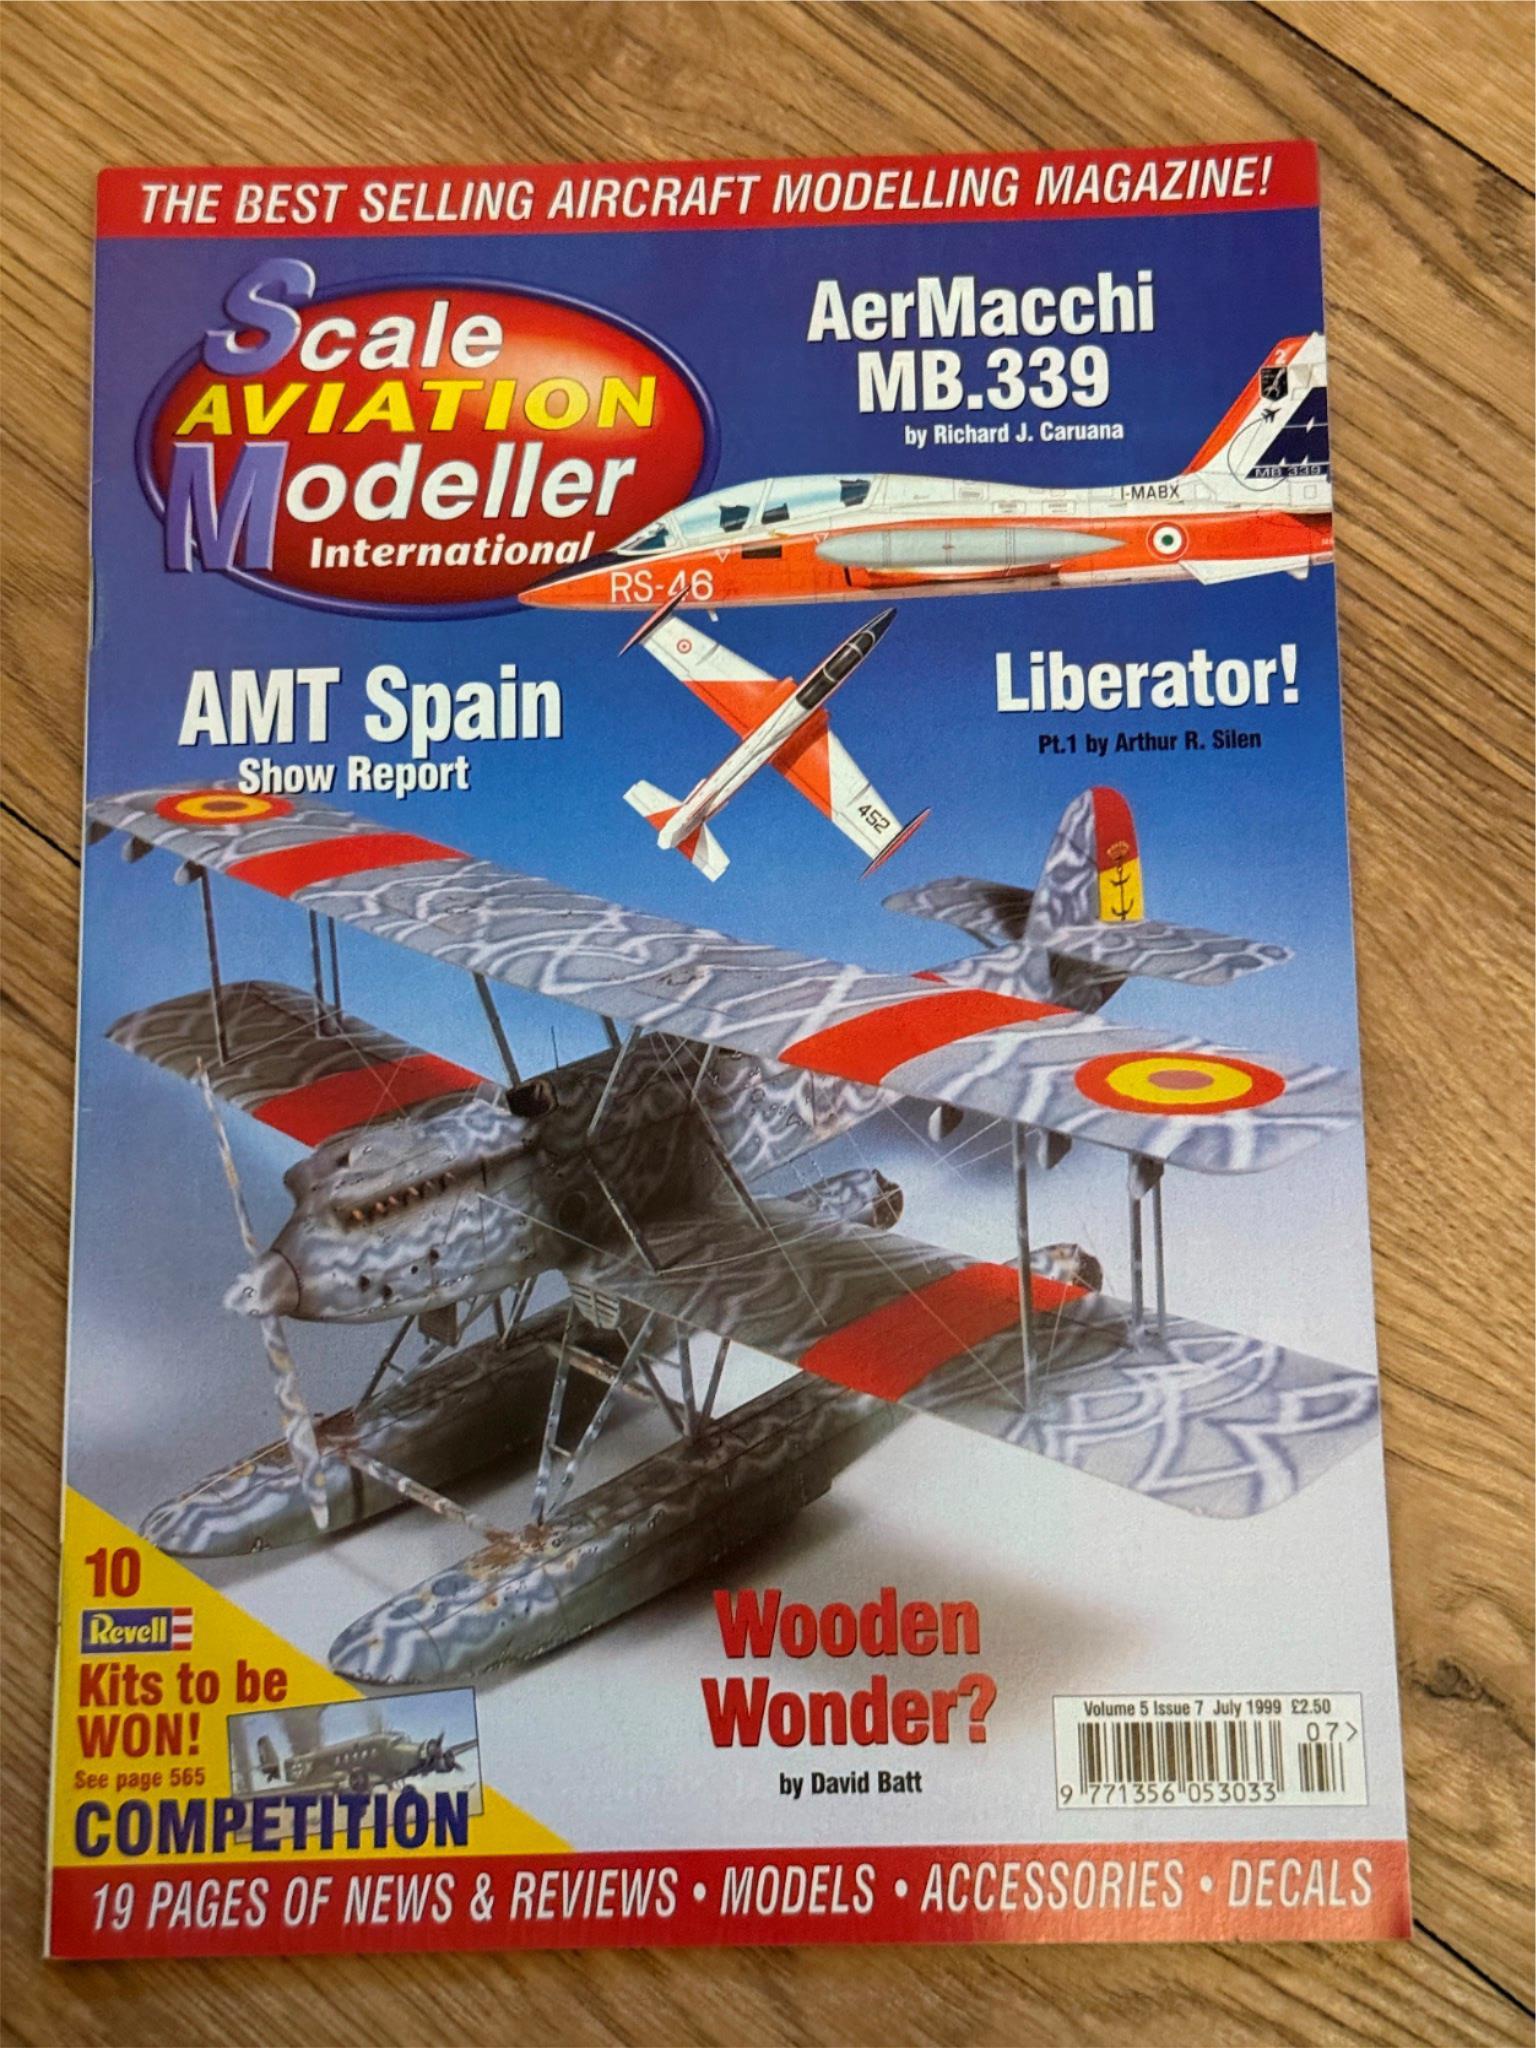 THE BEST SELLING AIRCRAFT MODELLING MAGAZINE!
Scale
AVIATION
Modeller
International
AerMacchi
MB.339
by Richard J. Caruana
2
MB 339
I-MABX
RS-46
AMT Spain
Show Report
Liberator!
Pt.1 by Arthur R. Silen
452
10
Revell
Kits to be
WON!
See page 565
COMPETITION
Wooden
Wonder?
by David Batt
Volume 5 Issue 7 July 1999 £2.50
07>
9 771356 053033
19 PAGES OF NEWS & REVIEWS • MODELS • ACCESSORIES • DECALS